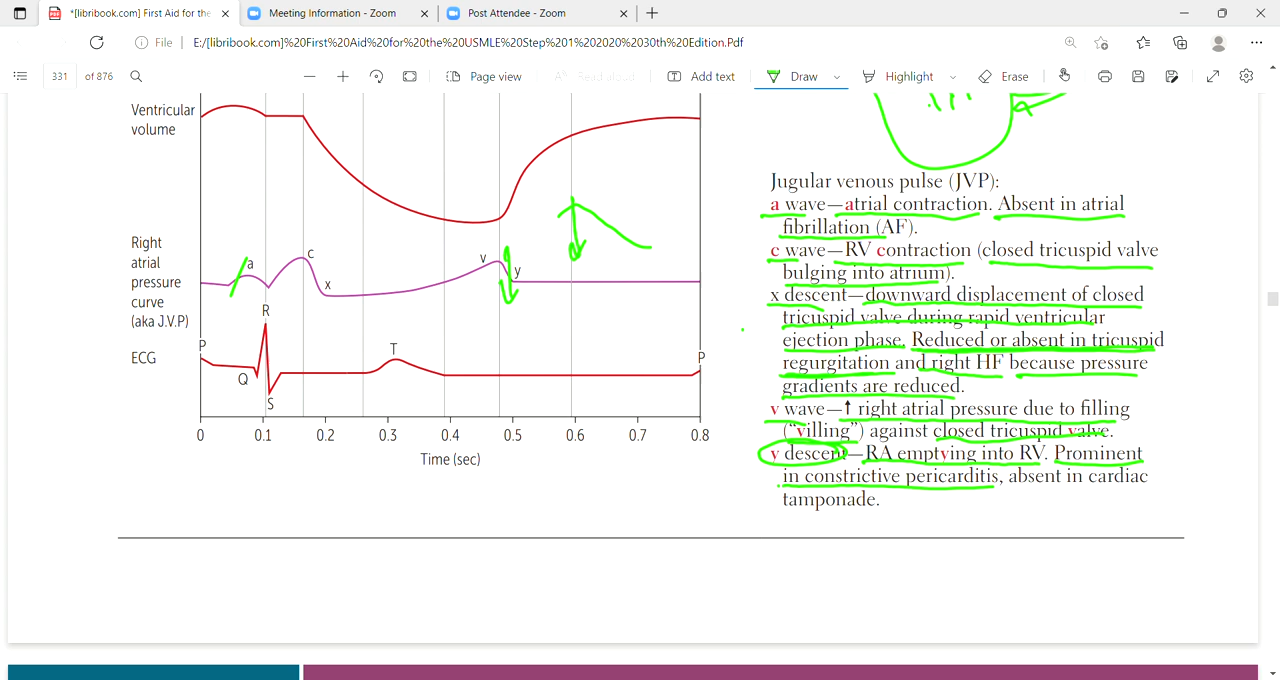 *[libribook.com] First Aid for the
Meeting Information - Zoom
Post Attendee - Zoom
File
E:/[libribook.com]%20First%20Aid%20for%20the%20USMLE%20Step%201%202020%2030th%20Edition.Pdf
331
of 876
Page view
Read aloud
Add text
Draw
Highlight
Erase
Ventricular
volume
Right
atrial
pressure
curve
(aka J.V.P)
a
c
x
v
y
ECG
P
Q
R
S
T
P
0
0.1
0.2
0.3
0.4
0.5
0.6
0.7
0.8
Time (sec)
Jugular venous pulse (JVP):
a wave—atrial contraction. Absent in atrial
fibrillation (AF).
c wave—RV contraction (closed tricuspid valve
bulging into atrium).
x descent—downward displacement of closed
tricuspid valve during rapid ventricular
ejection phase. Reduced or absent in tricuspid
regurgitation and right HF because pressure
gradients are reduced.
v wave—↑ right atrial pressure due to filling
(“villing”) against closed tricuspid valve.
y descent—RA emptying into RV. Prominent
in constrictive pericarditis, absent in cardiac
tamponade.